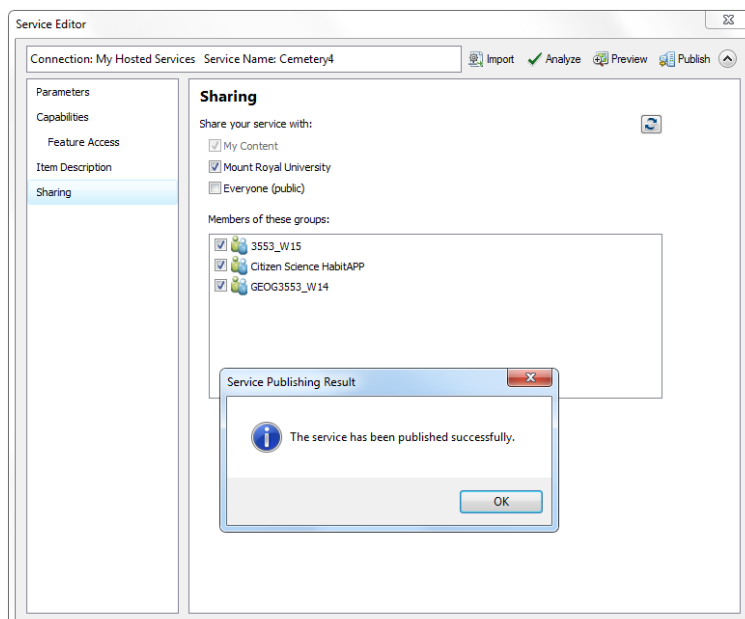 Service Editor
Connection: My Hosted Services Service Name: Cemetery4
Import Analyze Preview Publish
Parameters
Capabilities
Feature Access
Item Description
Sharing
Sharing
Share your service with:
My Content
Mount Royal University
Everyone (public)
Members of these groups:
3553_W15
Citizen Science HabitAPP
GEOG3553_W14
Service Publishing Result
The service has been published successfully.
OK